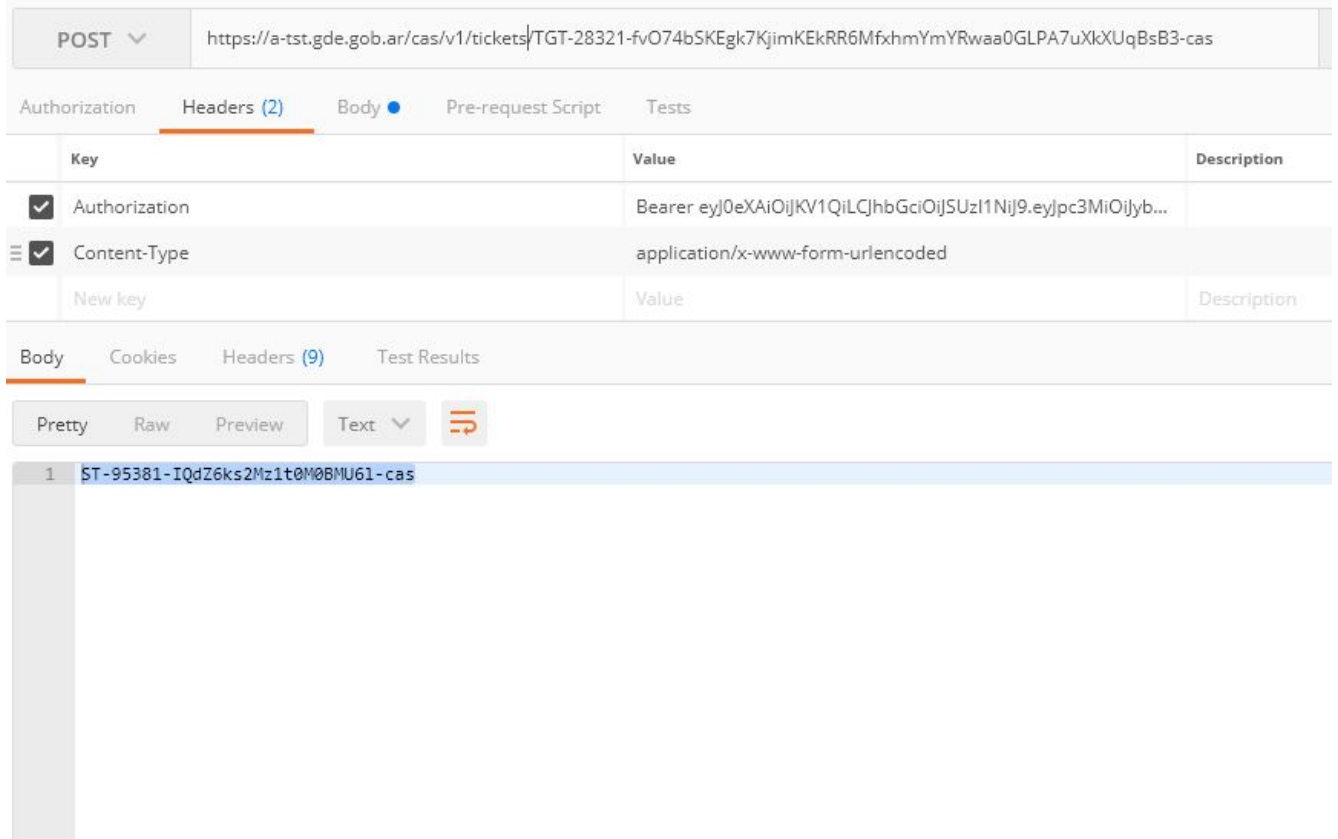 POST https://a-tst.gde.gob.ar/cas/v1/tickets/TGT-28321-fvO74bSKEgk7KjimKEkRR6MfxhmYmYRwaa0GLPA7uXkXUqBsB3-cas
Authorization Headers (2) Body Pre-request Script Tests
Key Value Description
Authorization Bearer eyJ0eXAiOiJKV1QiLCJhbGciOiJSUzI1NiJ9.eyJpc3MiOiJyb...
Content-Type application/x-www-form-urlencoded
New key Value Description
Body Cookies Headers (9) Test Results
Pretty Raw Preview Text
1 ST-95381-IQdZ6ks2Mz1t0M0BMU6l-cas